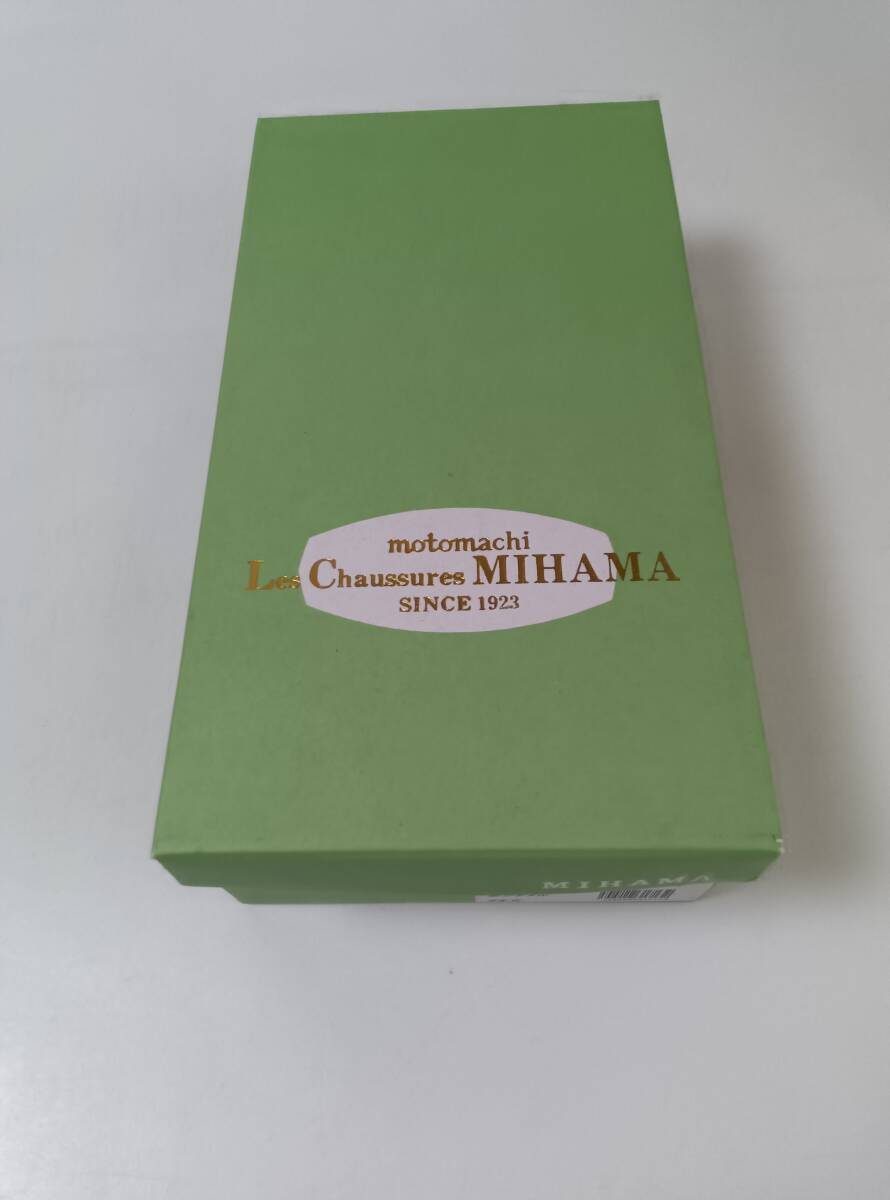 motomachi
Les Chaussures MIHAMA
SINCE 1923
MIHAMA